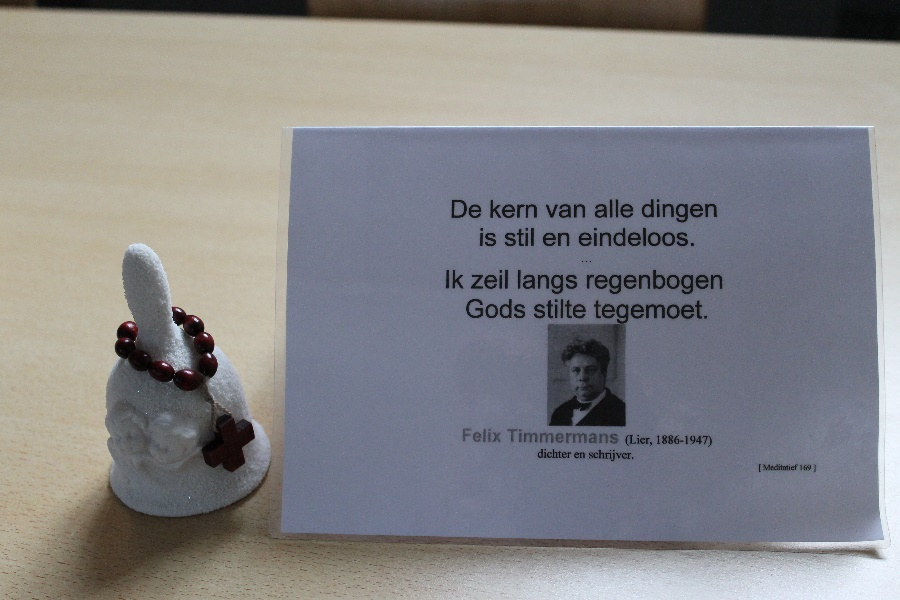 De kern van alle dingen
is stil en eindeloos.
...
Ik zeil langs regenbogen
Gods stilte tegemoet.
Felix Timmermans (Lier, 1886-1947)
dichter en schrijver.
[ Meditatief 169 ]